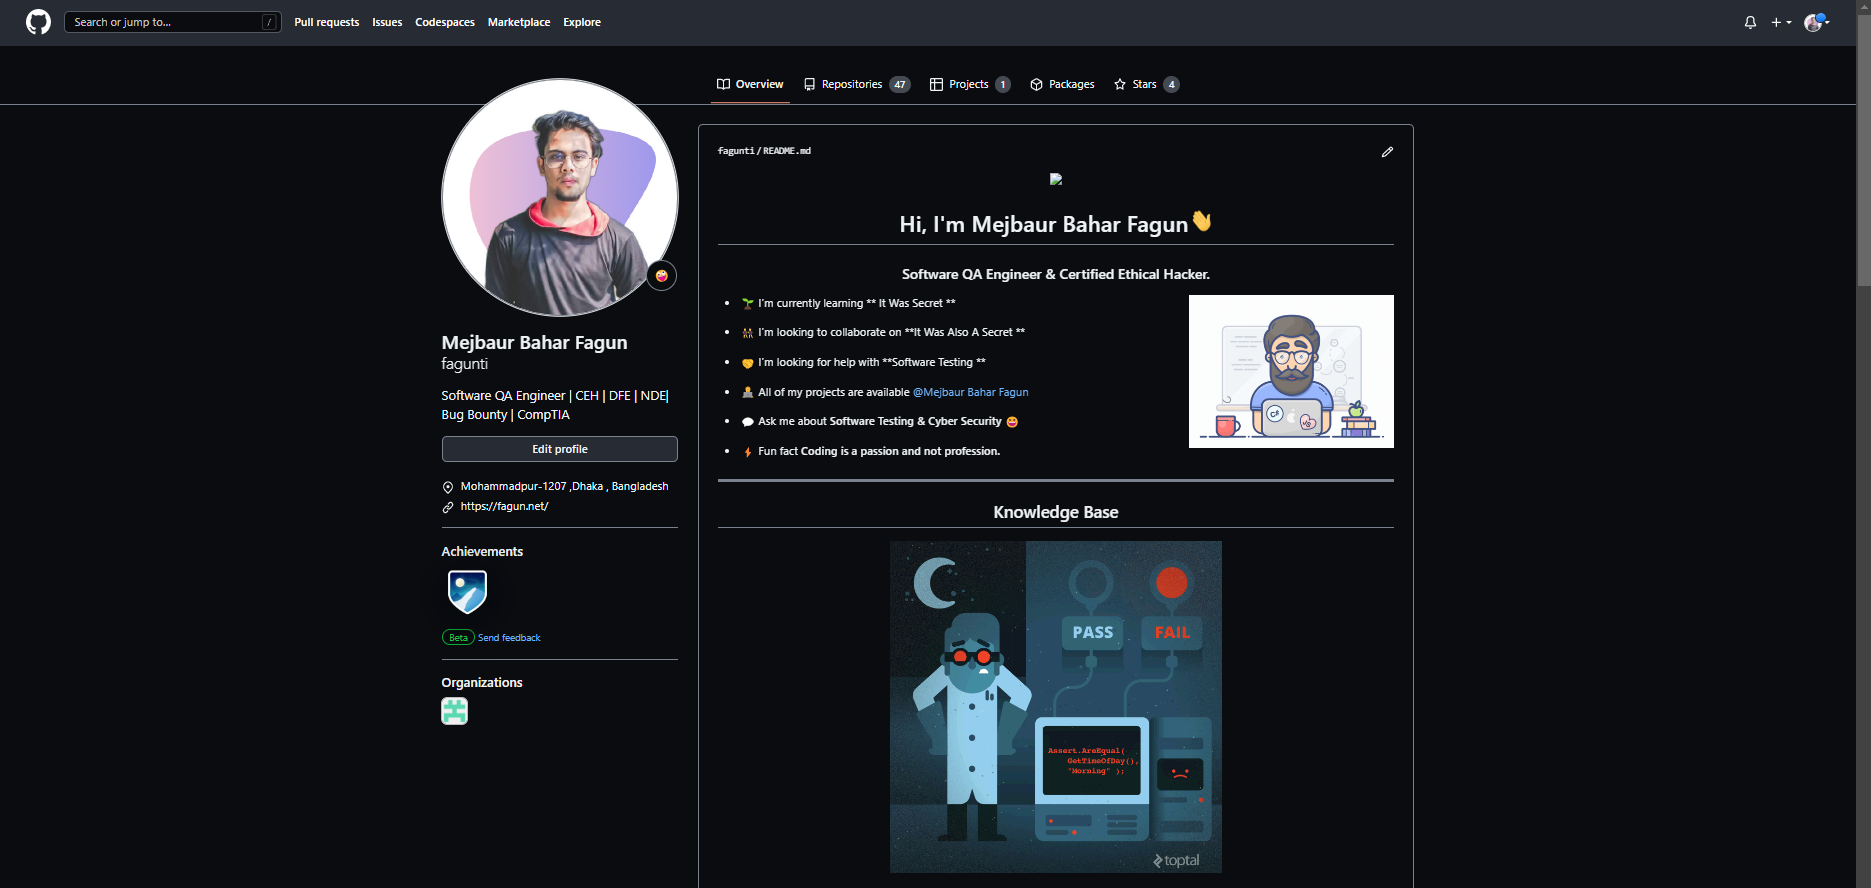 Search or jump to... /
Pull requests
Issues
Codespaces
Marketplace
Explore
Overview
Repositories 47
Projects 1
Packages
Stars 4
Mejbaur Bahar Fagun
fagunti
Software QA Engineer | CEH | DFE | NDE|
Bug Bounty | CompTIA
Edit profile
Mohammadpur-1207 ,Dhaka , Bangladesh
https://fagun.net/
Achievements
Beta Send feedback
Organizations
fagunti / README.md
Hi, I'm Mejbaur Bahar Fagun
Software QA Engineer & Certified Ethical Hacker.
I'm currently learning ** It Was Secret **
I'm looking to collaborate on **It Was Also A Secret **
I'm looking for help with **Software Testing **
All of my projects are available @Mejbaur Bahar Fagun
Ask me about Software Testing & Cyber Security
Fun fact Coding is a passion and not profession.
C#
Knowledge Base
PASS
FAIL
Assert.AreEqual(
GetTimeOfDay(),
"Morning" );
toptal